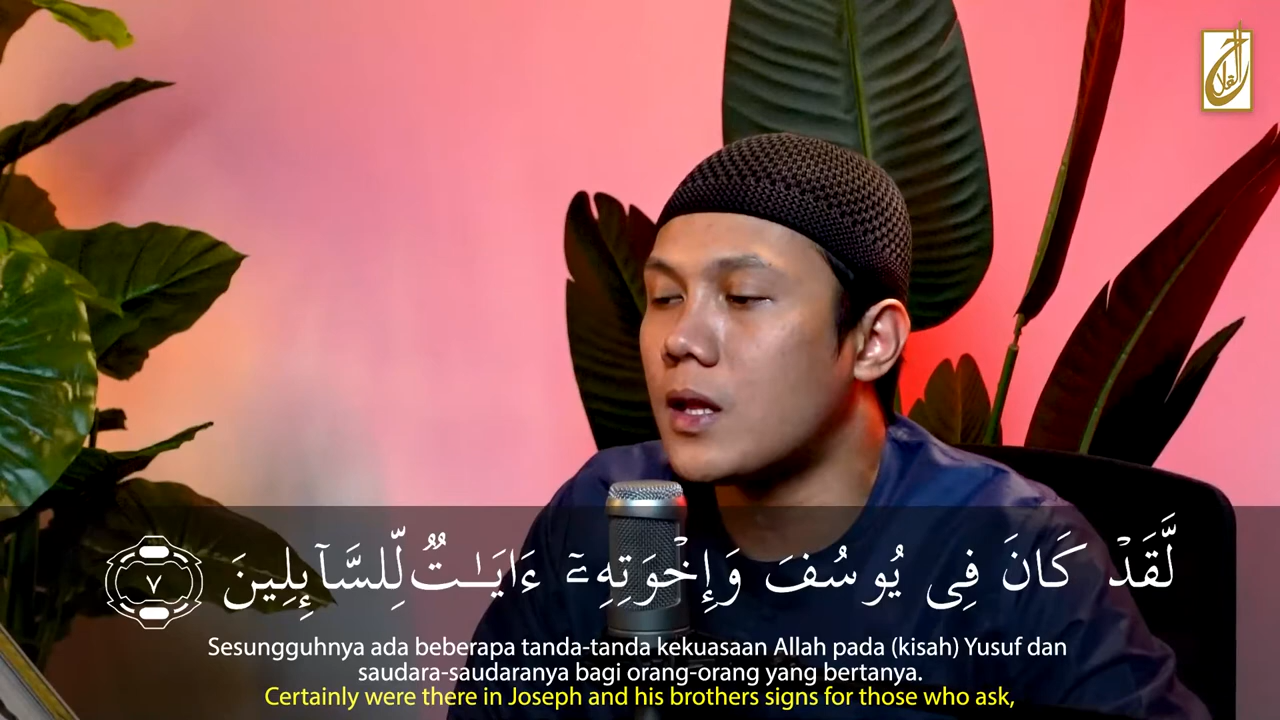 الفلاح
لَّقَدْ كَانَ فِى يُوسُفَ وَإِخْوَتِهِۦٓ ءَايَـٰتٌ لِّلسَّآئِلِينَ ٧
Sesungguhnya ada beberapa tanda-tanda kekuasaan Allah pada (kisah) Yusuf dan
saudara-saudaranya bagi orang-orang yang bertanya.
Certainly were there in Joseph and his brothers signs for those who ask,